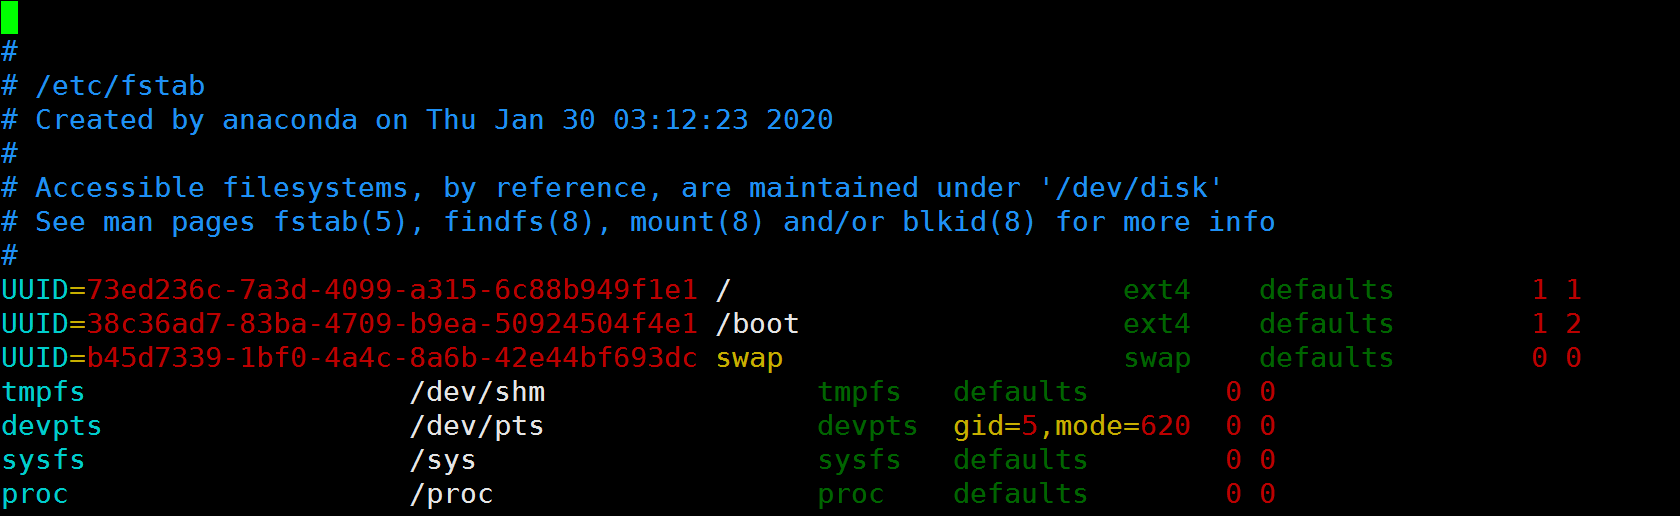 #
# /etc/fstab
# Created by anaconda on Thu Jan 30 03:12:23 2020
#
# Accessible filesystems, by reference, are maintained under '/dev/disk'
# See man pages fstab(5), findfs(8), mount(8) and/or blkid(8) for more info
#
UUID=73ed236c-7a3d-4099-a315-6c88b949f1e1 / ext4 defaults 1 1
UUID=38c36ad7-83ba-4709-b9ea-50924504f4e1 /boot ext4 defaults 1 2
UUID=b45d7339-1bf0-4a4c-8a6b-42e44bf693dc swap swap defaults 0 0
tmpfs /dev/shm tmpfs defaults 0 0
devpts /dev/pts devpts gid=5,mode=620 0 0
sysfs /sys sysfs defaults 0 0
proc /proc proc defaults 0 0